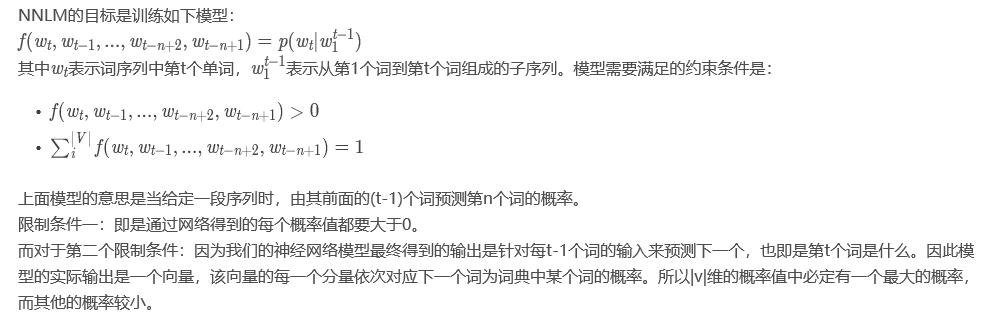 NNLM的目标是训练如下模型：
f(w_t, w_{t−1}, ..., w_{t−n+2}, w_{t−n+1}) = p(w_t|w_1^{t−1})
其中w_t表示词序列中第t个单词，w_1^{t−1}表示从第1个词到第t个词组成的子序列。模型需要满足的约束条件是：
• f(w_t, w_{t−1}, ..., w_{t−n+2}, w_{t−n+1}) > 0
• ∑_i^{|V|} f(w_t, w_{t−1}, ..., w_{t−n+2}, w_{t−n+1}) = 1
上面模型的意思是当给定一段序列时，由其前面的(t-1)个词预测第n个词的概率。
限制条件一：即是通过网络得到的每个概率值都要大于0。
而对于第二个限制条件：因为我们的神经网络模型最终得到的输出是针对每t-1个词的输入来预测下一个，也即是第t个词是什么。因此模
型的实际输出是一个向量，该向量的每一个分量依次对应下一个词为词典中某个词的概率。所以|v|维的概率值中必定有一个最大的概率，
而其他的概率较小。